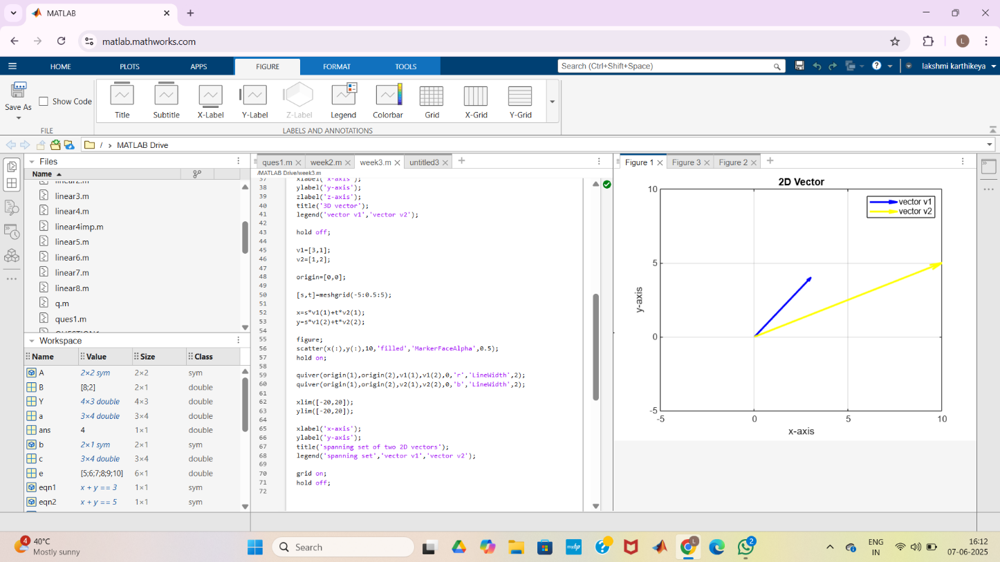 MATLAB
matlab.mathworks.com
L
HOME PLOTS APPS FIGURE FORMAT TOOLS
Search (Ctrl+Shift+Space)
lakshmi karthikeya
Save As
Show Code
Title Subtitle X-Label Y-Label Z-Label Legend Colorbar Grid X-Grid Y-Grid
FILE
LABELS AND ANNOTATIONS
/ › MATLAB Drive
Files
Name
linear2.m
linear3.m
linear4.m
linear4imp.m
linear5.m
linear6.m
linear7.m
linear8.m
q.m
ques1.m
Workspace
Name Value Size Class
A 2×2 sym 2×2 sym
B [8;2] 2×1 double
Y 4×3 double 4×3 double
a 3×4 double 3×4 double
ans 4 1×1 double
b 2×1 sym 2×1 sym
c 3×4 double 3×4 double
e [5;6;7;8;9;10] 6×1 double
eqn1 x + y == 3 1×1 sym
eqn2 x + y == 5 1×1 sym
ques1.m week2.m week3.m untitled3
/MATLAB Drive/week3.m
37 xlabel('x-axis');
38 ylabel('y-axis');
39 zlabel('z-axis');
40 title('3D vector');
41 legend('vector v1','vector v2');
42
43 hold off;
44
45 v1=[3,1];
46 v2=[1,2];
47
48 origin=[0,0];
49
50 [s,t]=meshgrid(-5:0.5:5);
51
52 x=s*v1(1)+t*v2(1);
53 y=s*v1(2)+t*v2(2);
54
55 figure;
56 scatter(x(:),y(:),10,'filled','MarkerFaceAlpha',0.5);
57 hold on;
58
59 quiver(origin(1),origin(2),v1(1),v1(2),0,'r','LineWidth',2);
60 quiver(origin(1),origin(2),v2(1),v2(2),0,'b','LineWidth',2);
61
62 xlim([-20,20]);
63 ylim([-20,20]);
64
65 xlabel('x-axis');
66 ylabel('y-axis');
67 title('spanning set of two 2D vectors');
68 legend('spanning set','vector v1','vector v2');
69
70 grid on;
71 hold off;
72
Figure 1 Figure 3 Figure 2
2D Vector
vector v1
vector v2
10
5
0
-5
y-axis
-5 0 5 10
x-axis
4
40°C
Mostly sunny
Search
myhp
L
2
ENG
IN
16:12
07-06-2025